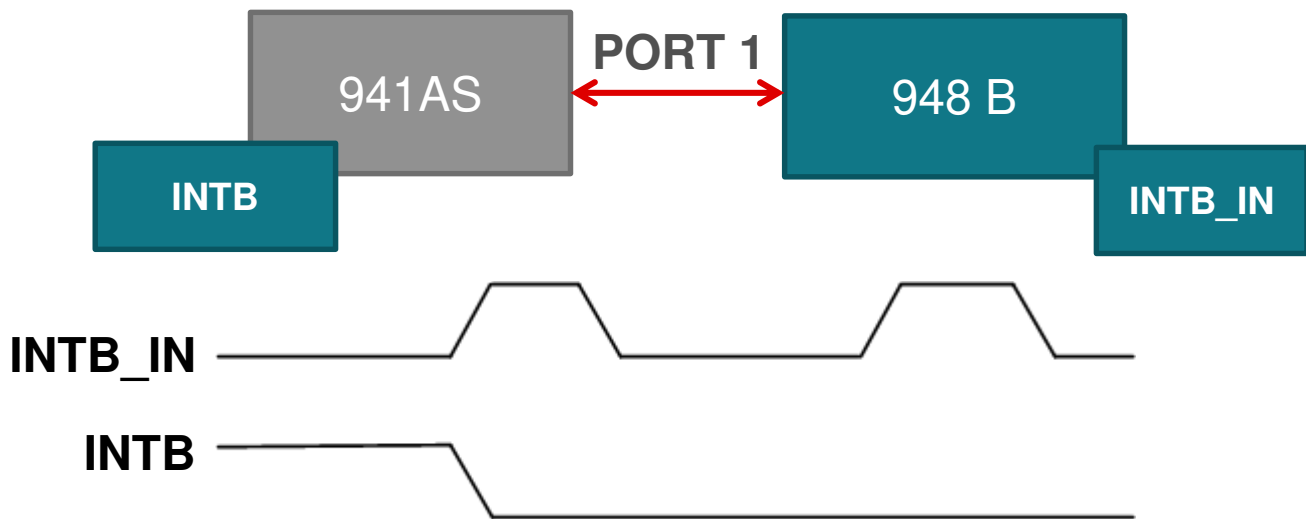 PORT 1
941AS
948 B
INTB
INTB_IN
INTB_IN
INTB